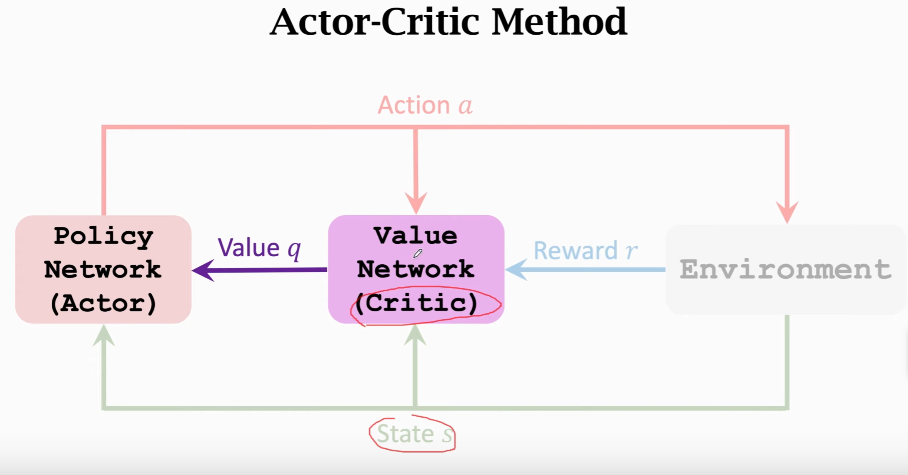 Actor-Critic Method
Action a
Policy
Network
(Actor)
Value q
Value
Network
(Critic)
Reward r
Environment
State s